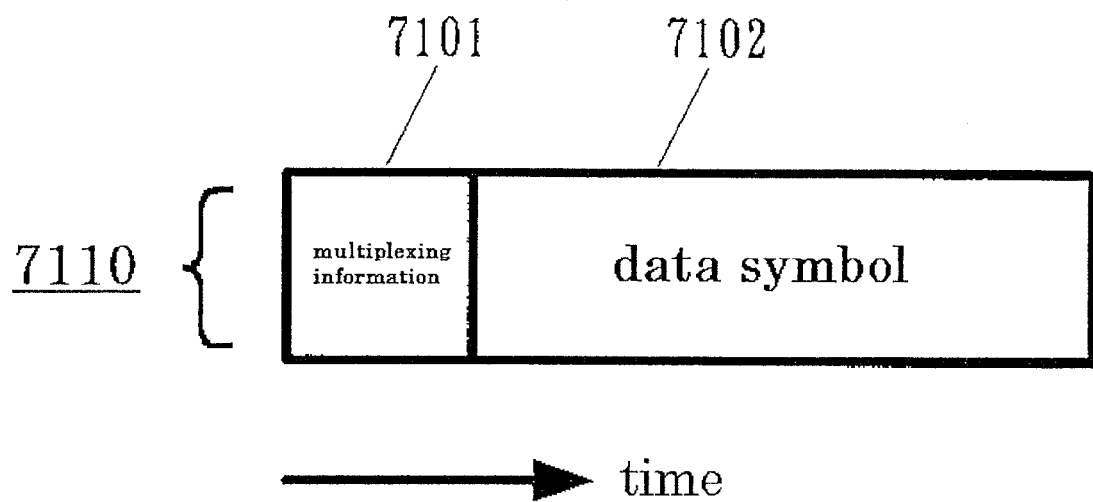 7101
7102
7110
multiplexing
information
data symbol
time